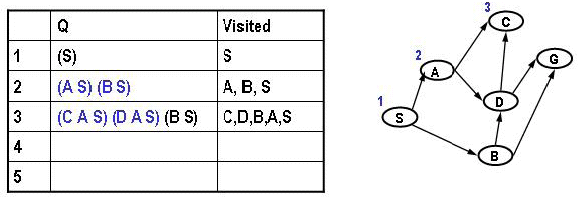 Q Visited
1 (S) S
2 (A S) (B S) A, B, S
3 (C A S) (D A S) (B S) C,D,B,A,S
4
5
3
C
2
A
G
D
1
S
B